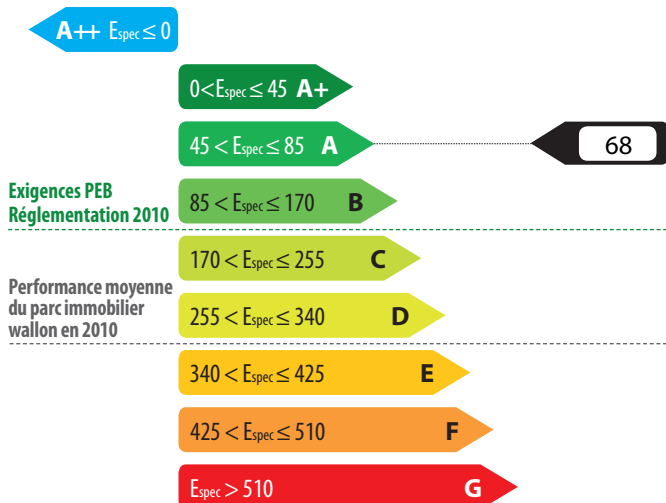 A++ Espec ≤ 0
0<Espec ≤ 45 A+
45 < Espec ≤ 85 A
68
Exigences PEB
Réglementation 2010
85 < Espec ≤ 170 B
170 < Espec ≤ 255 C
Performance moyenne
du parc immobilier
wallon en 2010
255 < Espec ≤ 340 D
340 < Espec ≤ 425 E
425 < Espec ≤ 510 F
Espec > 510 G